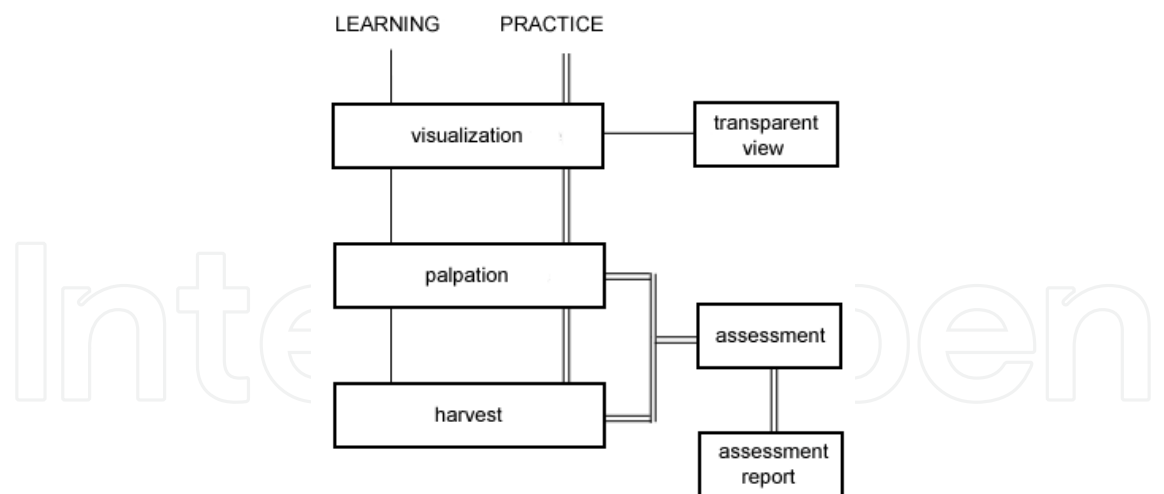 LEARNING PRACTICE
visualization
transparent
view
palpation
assessment
harvest
assessment
report